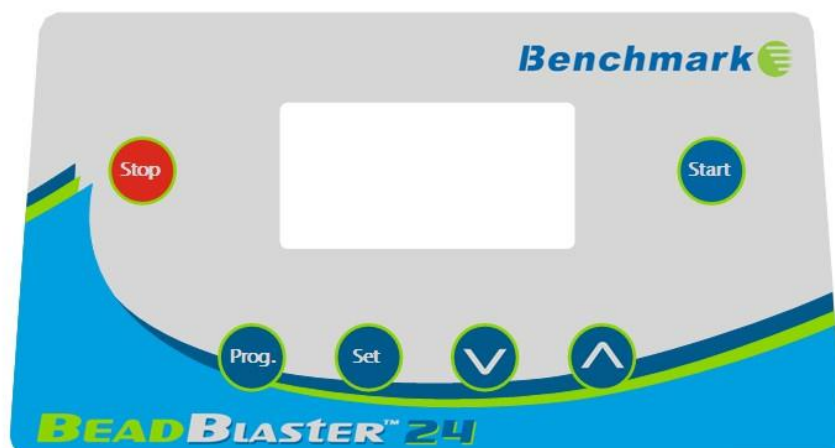 Benchmark
Stop
Start
Prog.
Set
BEADBLASTER™ 24